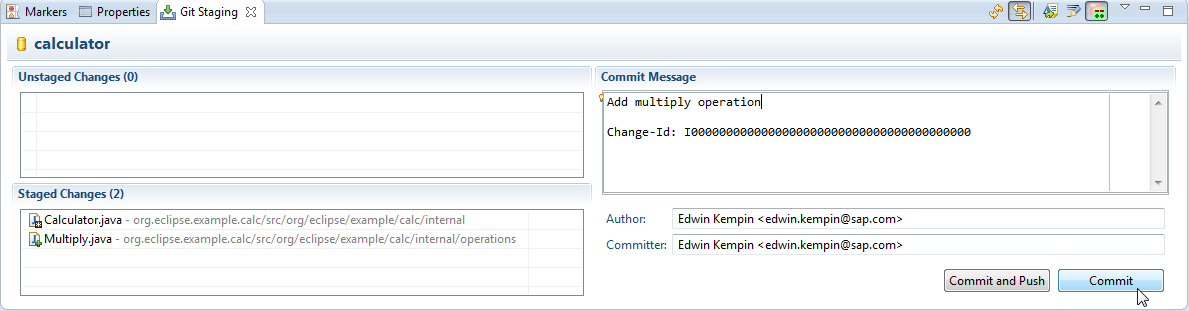 Markers Properties Git Staging
calculator
Unstaged Changes (0)
Commit Message
Add multiply operation
Change-Id: I0000000000000000000000000000000000000000
Staged Changes (2)
Calculator.java - org.eclipse.example.calc/src/org/eclipse/example/calc/internal
Multiply.java - org.eclipse.example.calc/src/org/eclipse/example/calc/internal/operations
Author: Edwin Kempin <edwin.kempin@sap.com>
Committer: Edwin Kempin <edwin.kempin@sap.com>
Commit and Push Commit